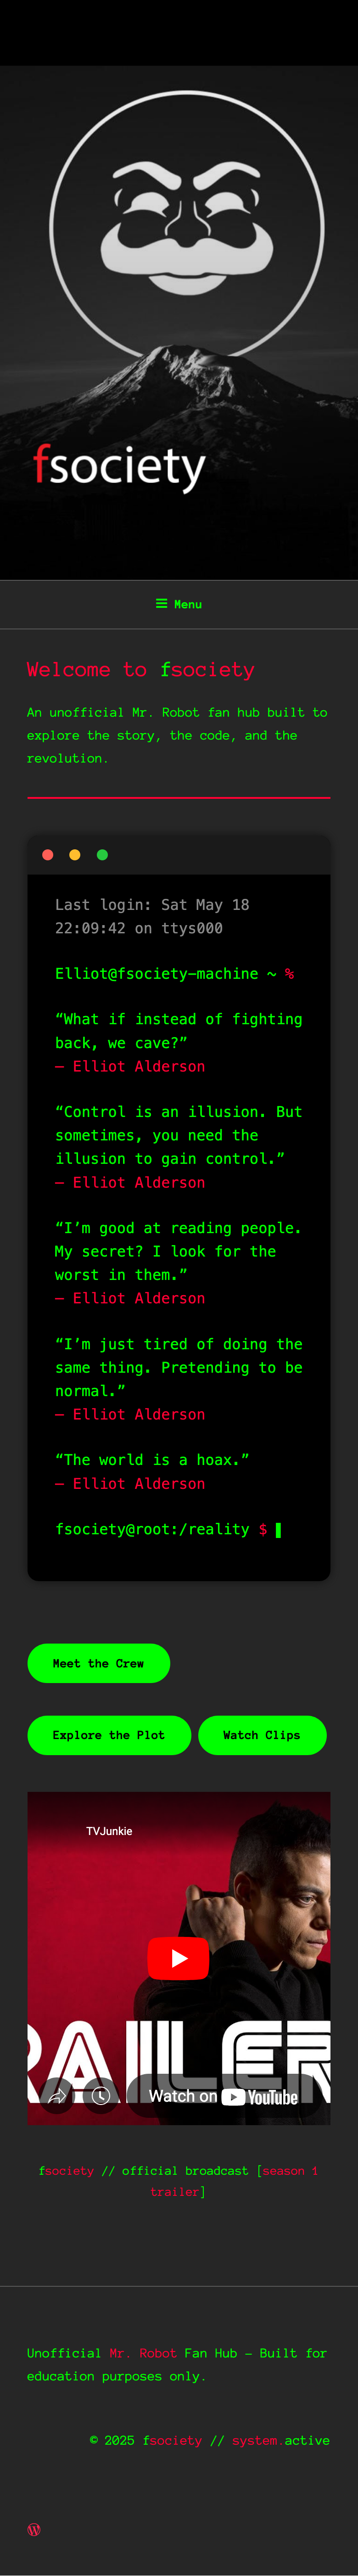 fsociety
Menu
Welcome to fsociety
An unofficial Mr. Robot fan hub built to
explore the story, the code, and the
revolution.
Last login: Sat May 18
22:09:42 on ttys000
Elliot@fsociety-machine ~ %
“What if instead of fighting
back, we cave?”
— Elliot Alderson
“Control is an illusion. But
sometimes, you need the
illusion to gain control.”
— Elliot Alderson
“I’m good at reading people.
My secret? I look for the
worst in them.”
— Elliot Alderson
“I’m just tired of doing the
same thing. Pretending to be
normal.”
— Elliot Alderson
“The world is a hoax.”
— Elliot Alderson
fsociety@root:/reality $
Meet the Crew
Explore the Plot Watch Clips
TVJunkie
RAILER
Watch on YouTube
fsociety // official broadcast [season 1
trailer]
Unofficial Mr. Robot Fan Hub – Built for
education purposes only.
© 2025 fsociety // system.active